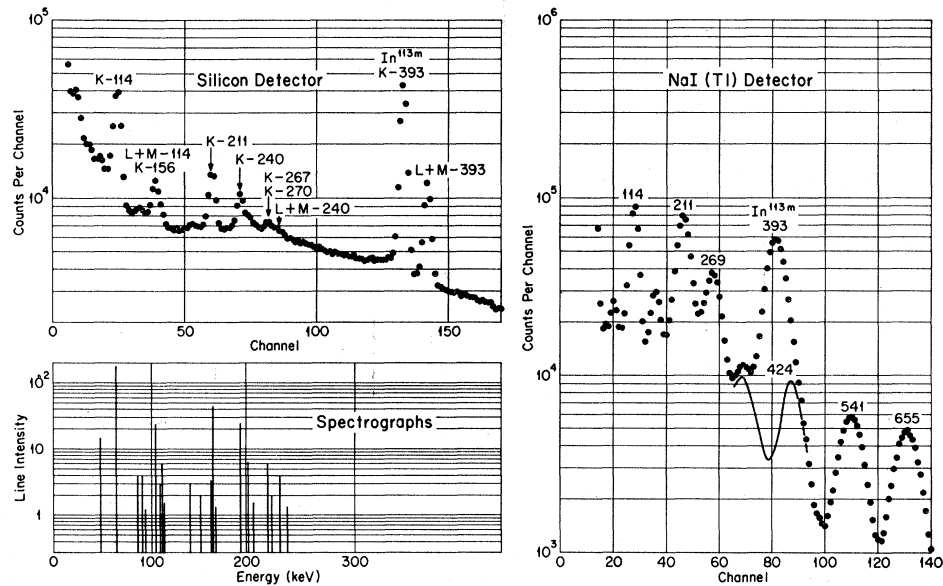 10^5
Counts Per Channel
10^4
Silicon Detector
K-114
L+M-114
K-156
K-211
K-240
K-267
K-270
L+M-240
In^113m
K-393
L+M-393
0 50 100 150
Channel
10^2
10
1
Line Intensity
Spectrographs
0 100 200 300
Energy (keV)
10^6
10^5
10^4
10^3
Counts Per Channel
NaI (Tl) Detector
114
211
269
In^113m
393
424
541
655
0 20 40 60 80 100 120 140
Channel